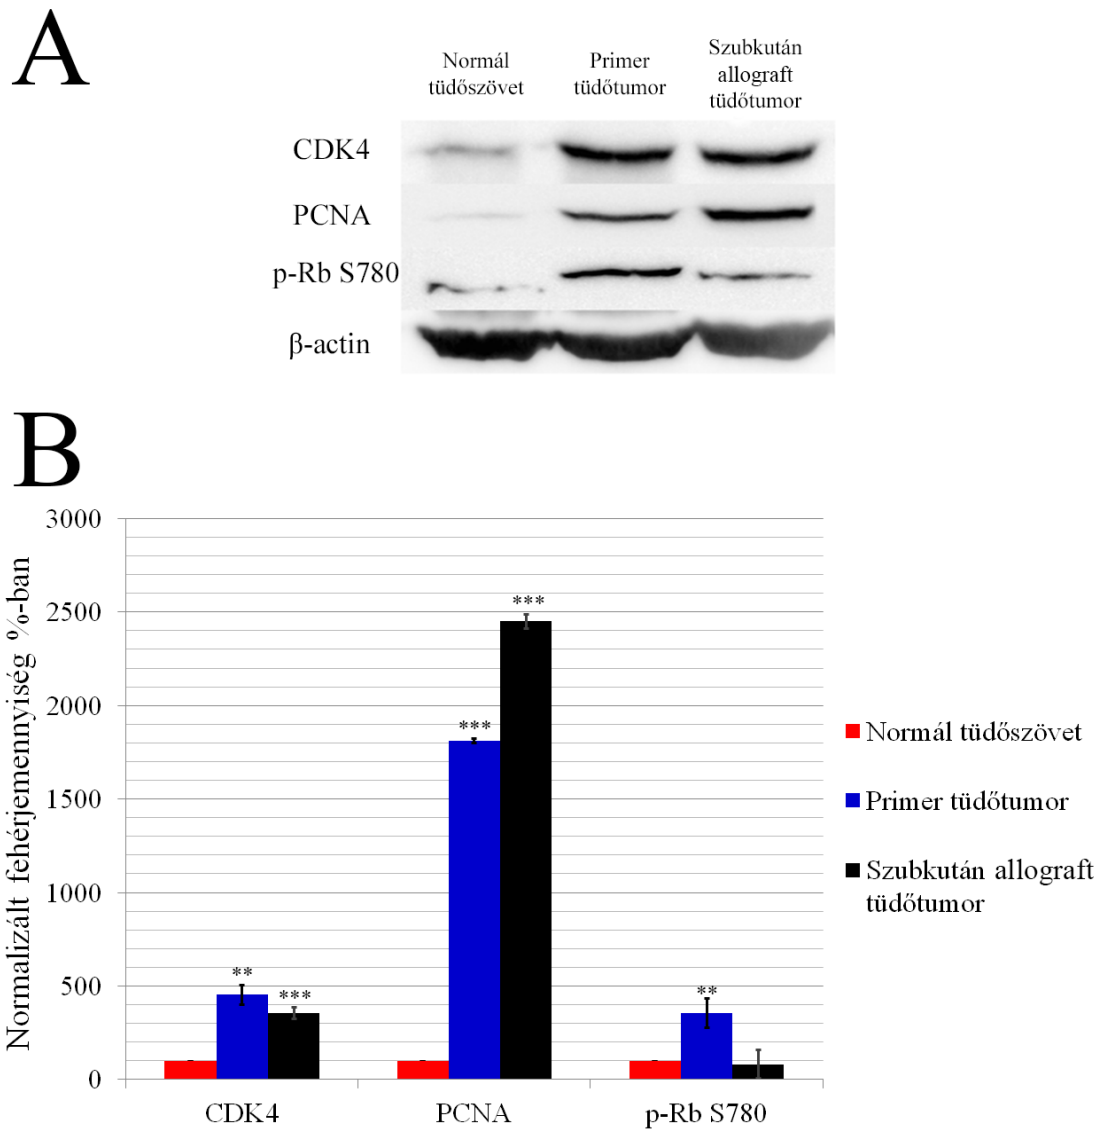 A
Normál
tüdőszövet
Primer
tüdőtumor
Szubkután
allograft
tüdőtumor
CDK4
PCNA
p-Rb S780
β-actin
B
Normalizált fehérjemennyiség %-ban
3000
2500
2000
1500
1000
500
0
**
***
***
***
**
CDK4
PCNA
p-Rb S780
Normál tüdőszövet
Primer tüdőtumor
Szubkután allograft
tüdőtumor